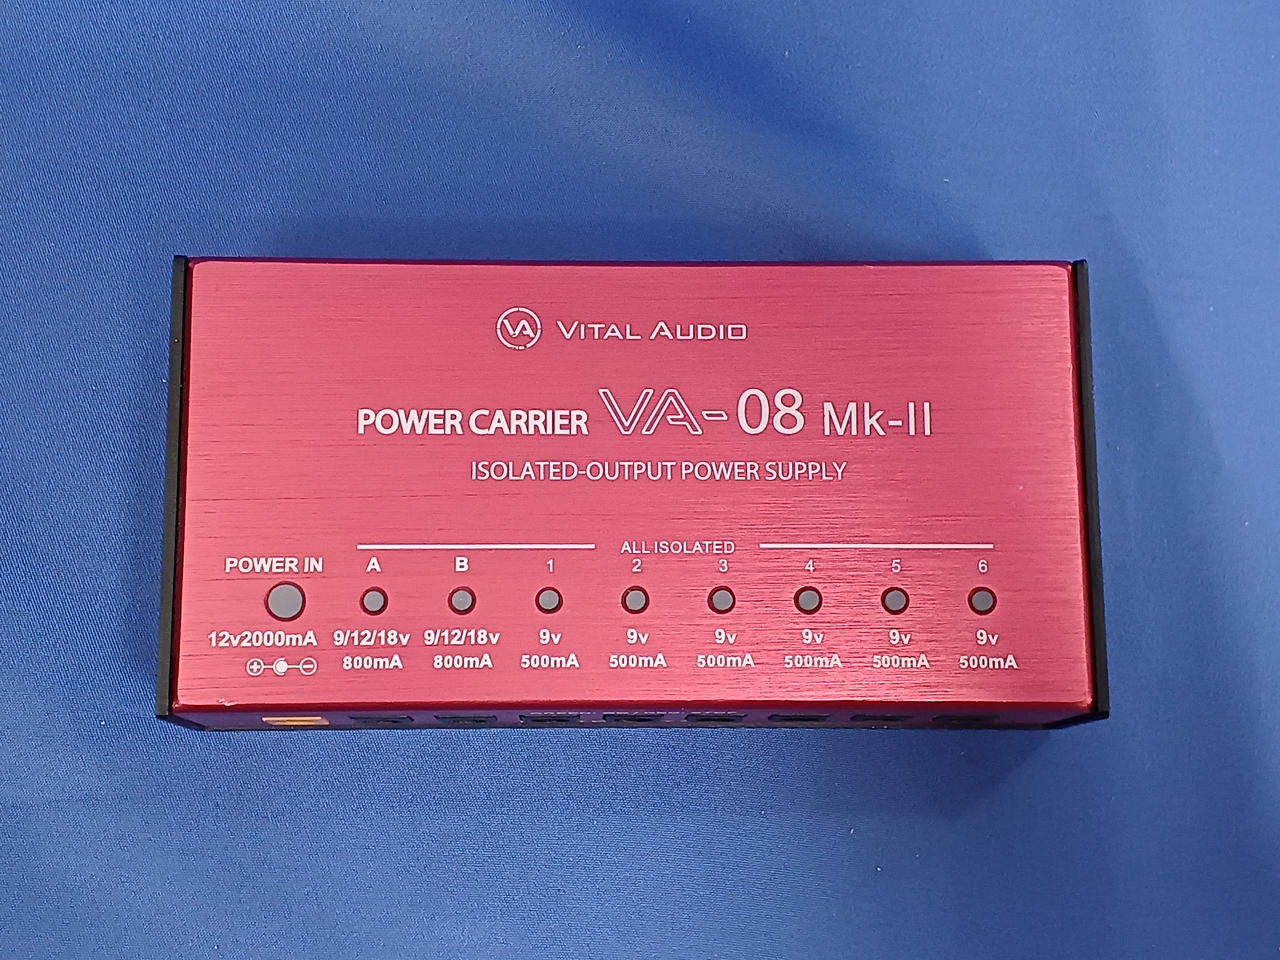 VA VITAL AUDIO
POWER CARRIER VA-08 Mk-II
ISOLATED-OUTPUT POWER SUPPLY
ALL ISOLATED
POWER IN A B 1 2 3 4 5 6
12v2000mA 9/12/18v 9/12/18v 9v 9v 9v 9v 9v 9v
800mA 800mA 500mA 500mA 500mA 500mA 500mA 500mA